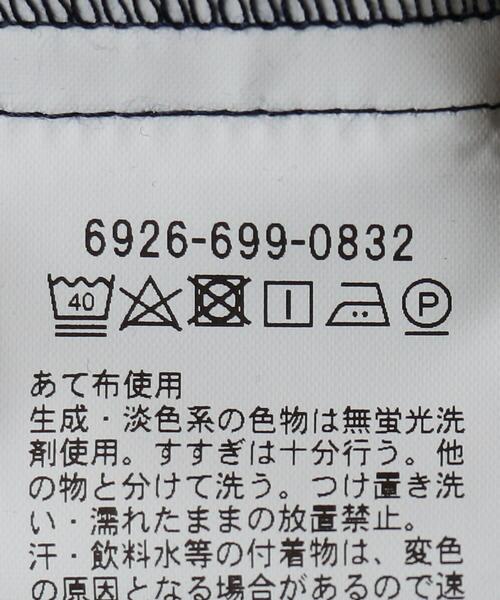 6926-699-0832
40 P
あて布使用
生成・淡色系の色物は無蛍光洗
剤使用。すすぎは十分行う。他
の物と分けて洗う。つけ置き洗
い・濡れたままの放置禁止。
汗・飲料水等の付着物は、変色
の原因となる場合があるので速